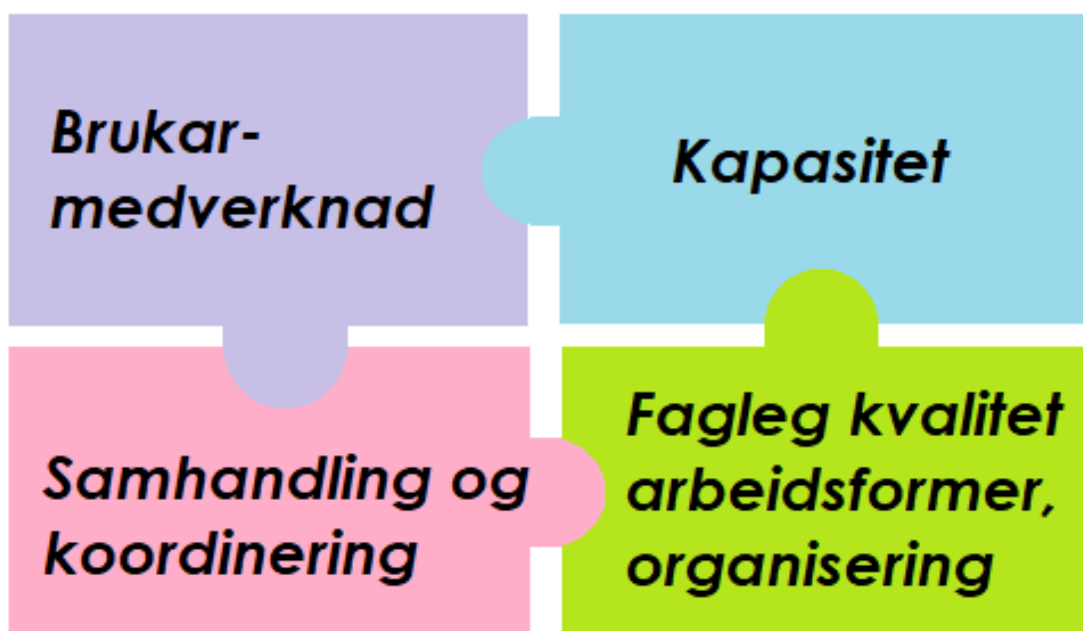 Brukar-
medverknad
Kapasitet
Samhandling og
koordinering
Fagleg kvalitet
arbeidsformer,
organisering